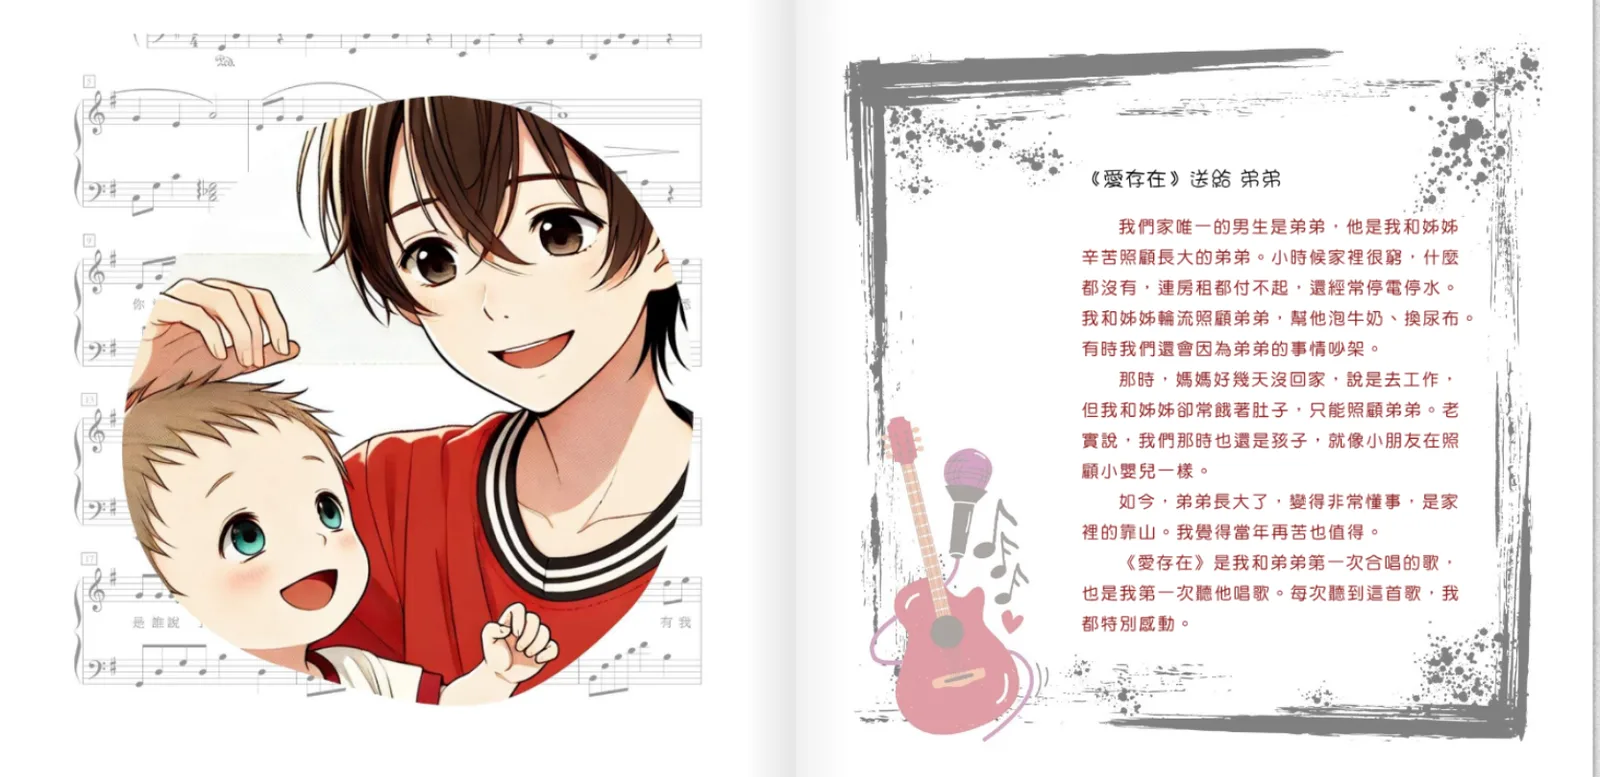 5
9
你
13
17
是誰說
有我
《愛存在》送給 弟弟
我們家唯一的男生是弟弟，他是我和姊姊
辛苦照顧長大的弟弟。小時候家裡很窮，什麼
都沒有，連房租都付不起，還經常停電停水。
我和姊姊輪流照顧弟弟，幫他泡牛奶、換尿布。
有時我們還會因為弟弟的事情吵架。
那時，媽媽好幾天沒回家，說是去工作，
但我和姊姊卻常餓著肚子，只能照顧弟弟。老
實說，我們那時也還是孩子，就像小朋友在照
顧小嬰兒一樣。
如今，弟弟長大了，變得非常懂事，是家
裡的靠山。我覺得當年再苦也值得。
《愛存在》是我和弟弟第一次合唱的歌，
也是我第一次聽他唱歌。每次聽到這首歌，我
都特別感動。